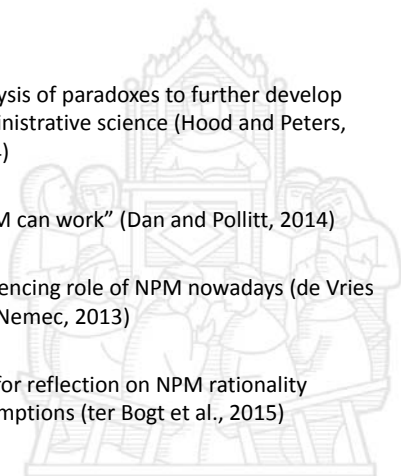 ysis of paradoxes to further develop
inistrative science (Hood and Peters,
)
M can work” (Dan and Pollitt, 2014)
encing role of NPM nowadays (de Vries
Nemec, 2013)
for reflection on NPM rationality
mptions (ter Bogt et al., 2015)